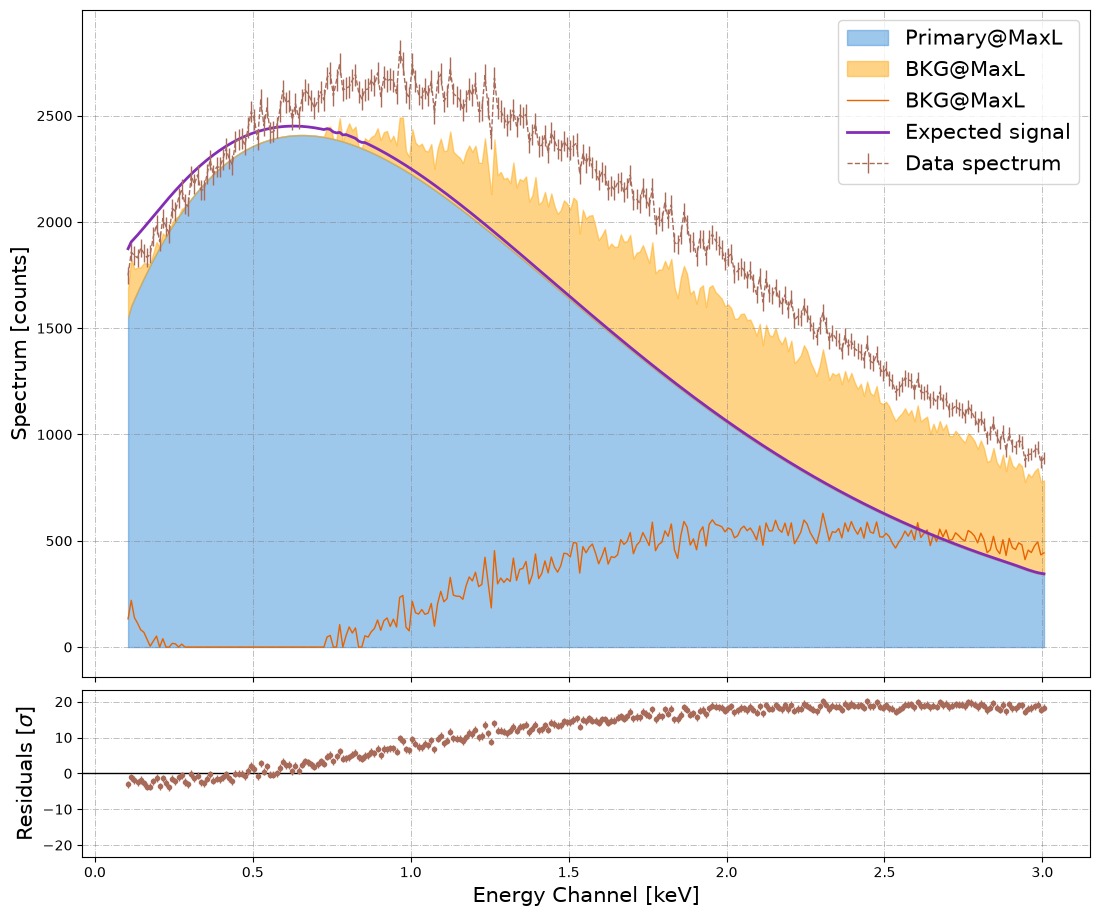 Primary@MaxL
BKG@MaxL
BKG@MaxL
Expected signal
Data spectrum
Spectrum [counts]
2500
2000
1500
1000
500
0
Residuals [σ]
20
10
0
−10
−20
0.0 0.5 1.0 1.5 2.0 2.5 3.0
Energy Channel [keV]